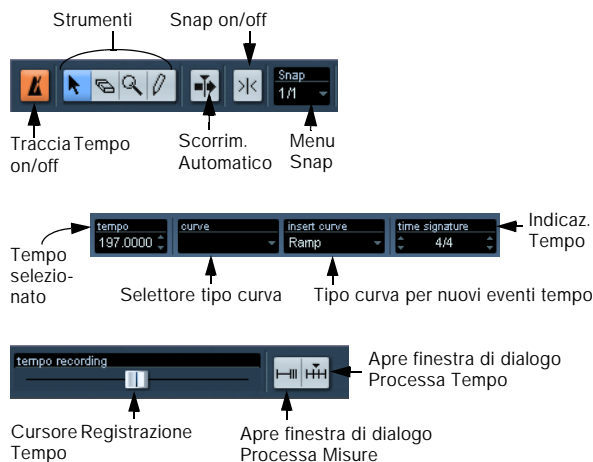 Strumenti
Snap on/off
Snap
1/1
Traccia Tempo
on/off
Scorrim.
Automatico
Menu
Snap
tempo
197.0000
curve
insert curve
Ramp
time signature
4/4
Indicaz.
Tempo
Tempo
selezio-
nato
Selettore tipo curva
Tipo curva per nuovi eventi tempo
tempo recording
Apre finestra di dialogo
Processa Tempo
Cursore Registrazione
Tempo
Apre finestra di dialogo
Processa Misure